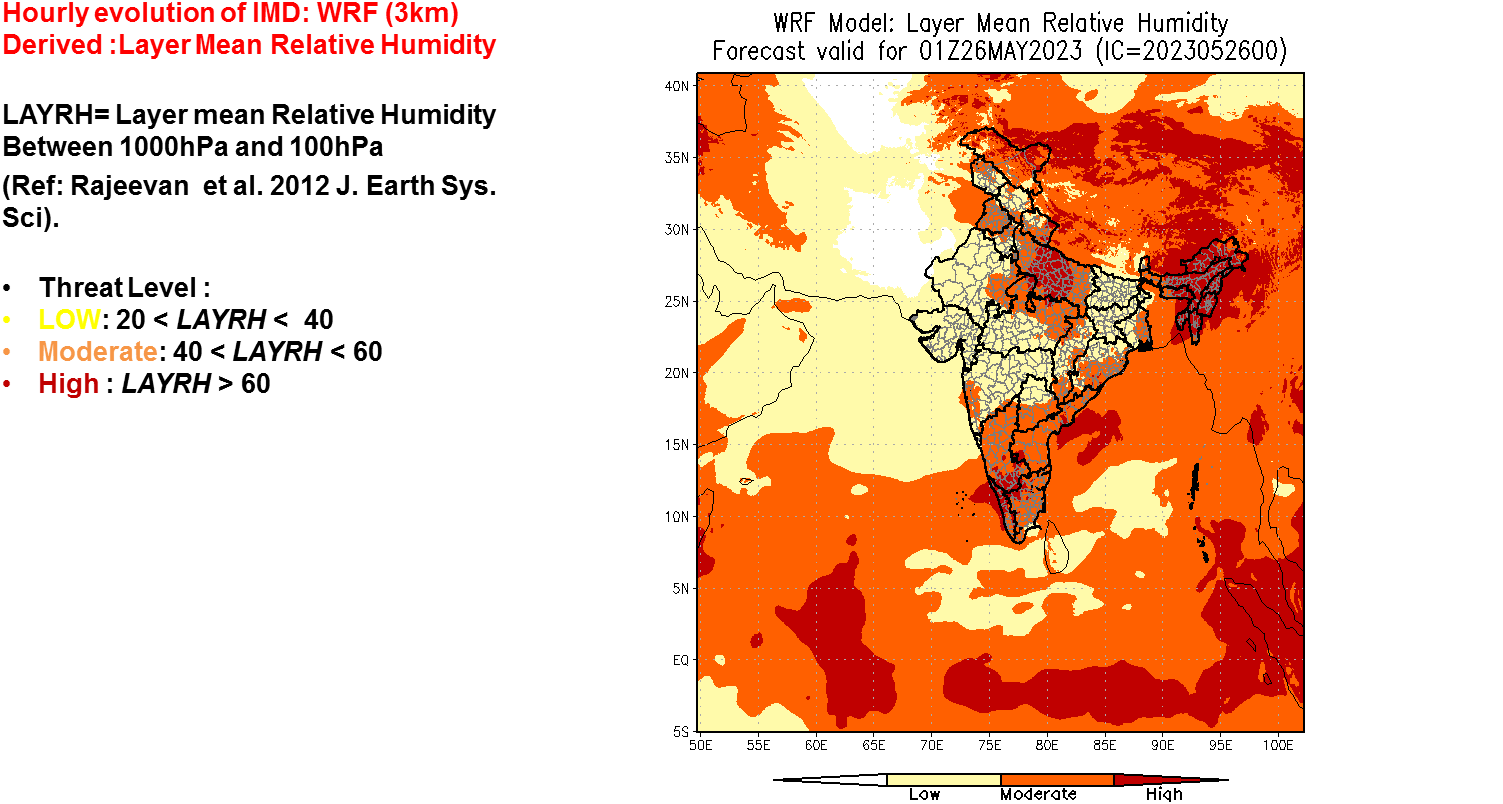 Hourly evolution of IMD: WRF (3km)
Derived :Layer Mean Relative Humidity
LAYRH= Layer mean Relative Humidity
Between 1000hPa and 100hPa
(Ref: Rajeevan et al. 2012 J. Earth Sys.
Sci).
• Threat Level :
• LOW: 20 < LAYRH < 40
• Moderate: 40 < LAYRH < 60
• High : LAYRH > 60
WRF Model: Layer Mean Relative Humidity
Forecast valid for 01Z26MAY2023 (IC=2023052600)
40N
35N
30N
25N
20N
15N
10N
5N
EQ
5S
50E 55E 60E 65E 70E 75E 80E 85E 90E 95E 100E
Low Moderate High